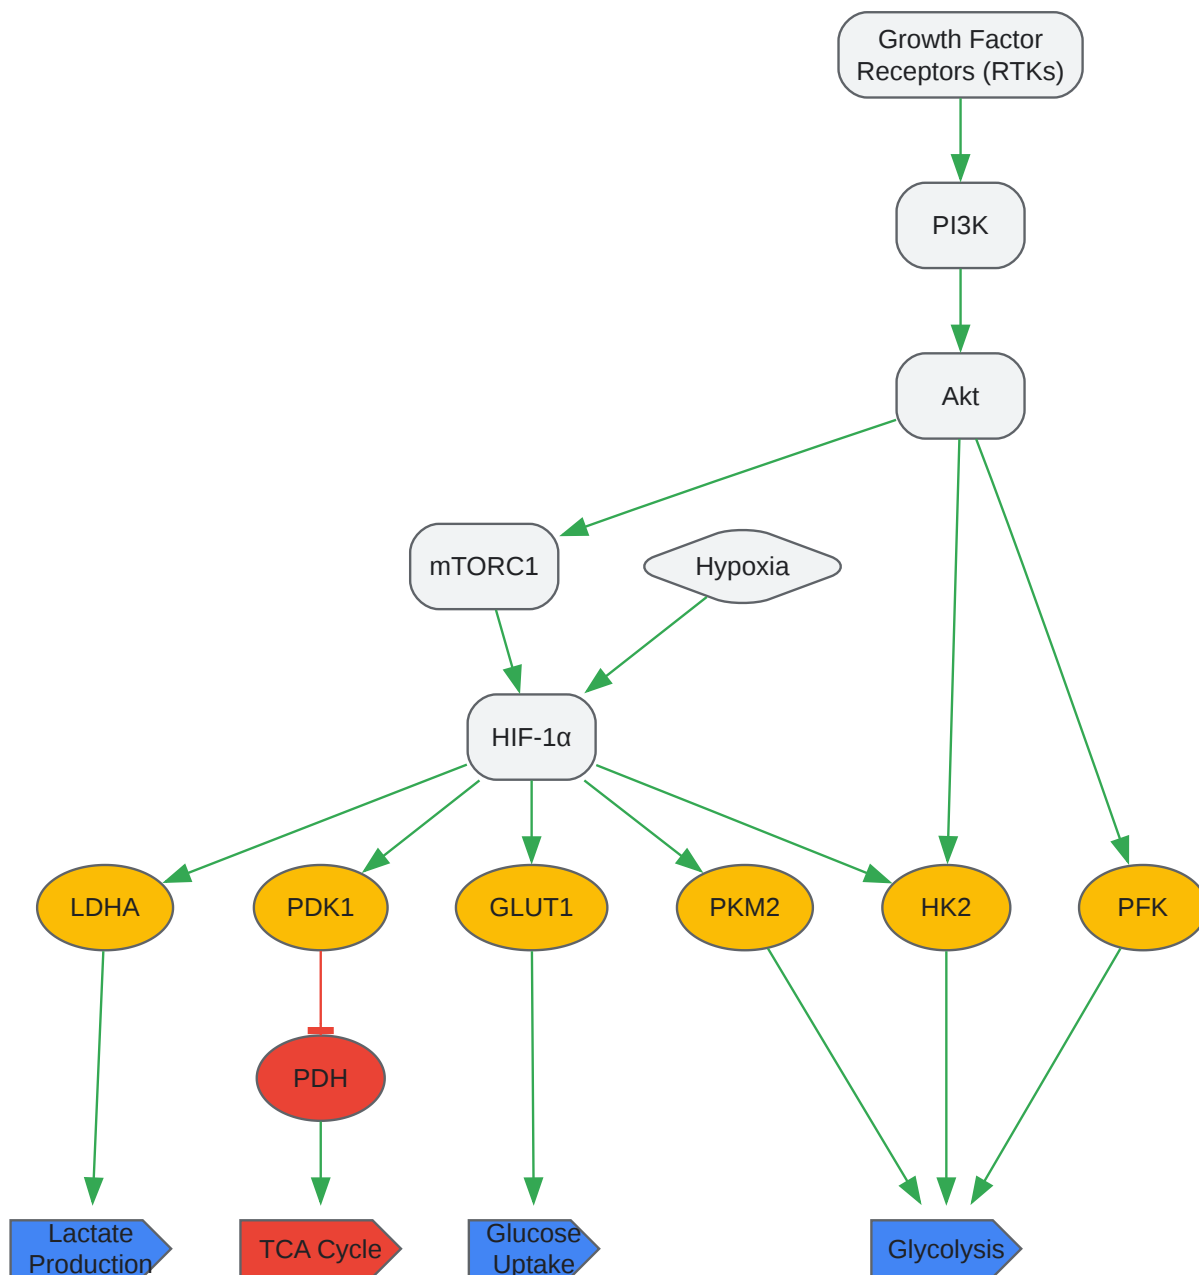 Growth Factor
Receptors (RTKs)
PI3K
Akt
mTORC1
Hypoxia
HIF-1α
LDHA
PDK1
GLUT1
PKM2
HK2
PFK
PDH
Lactate
Production
TCA Cycle
Glucose
Uptake
Glycolysis